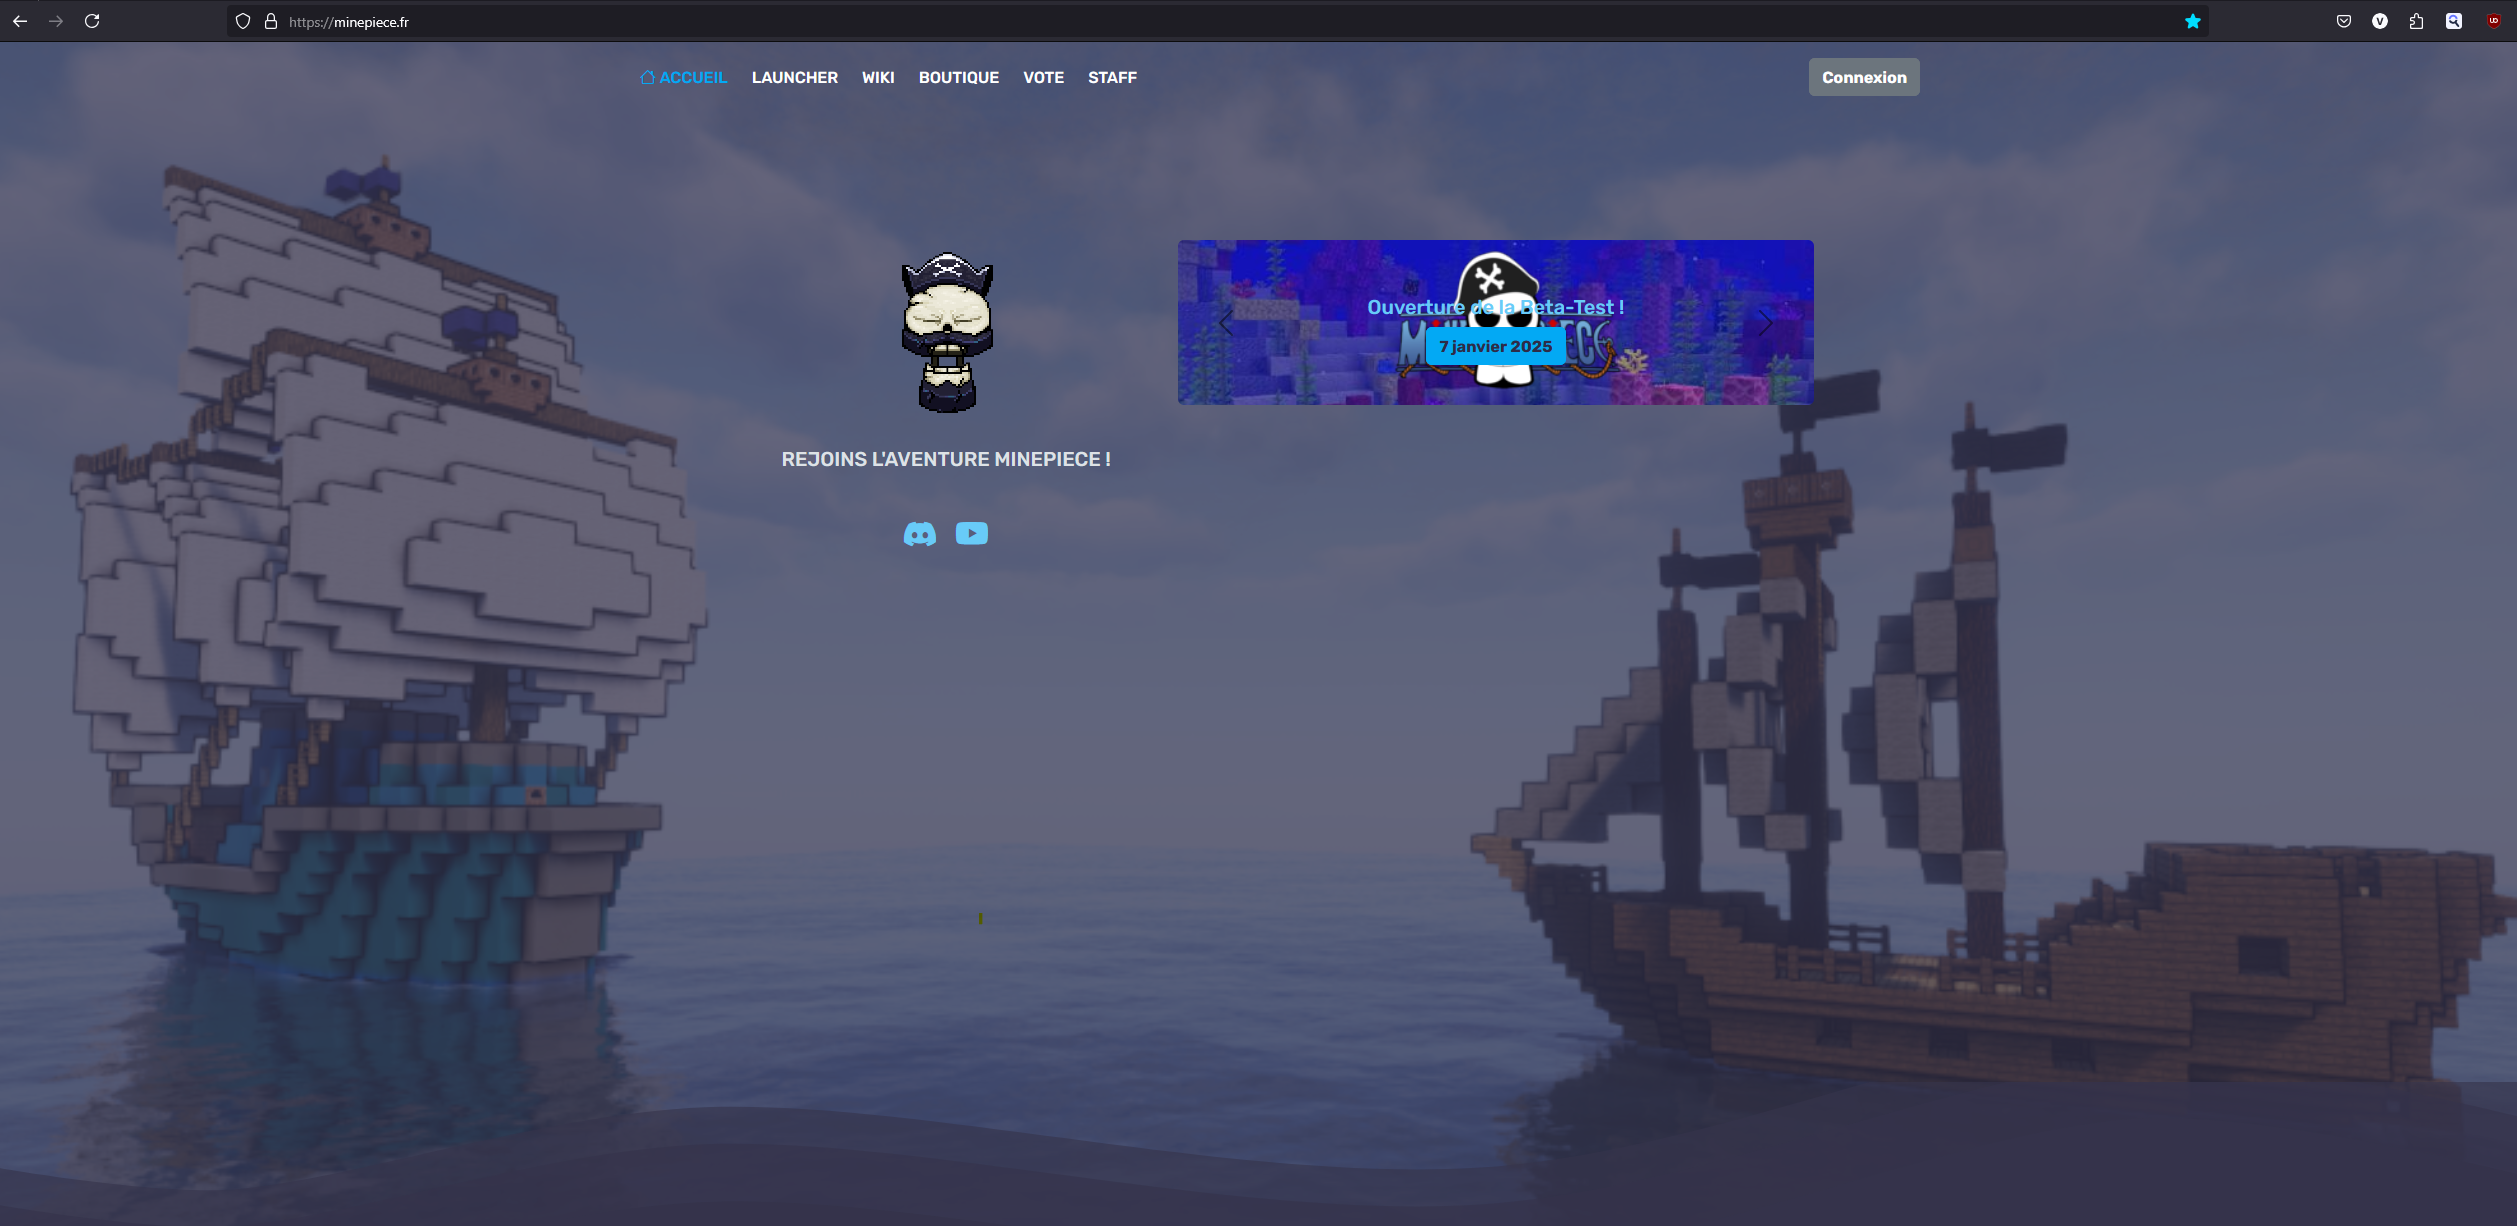 https://minepiece.fr
ACCUEIL LAUNCHER WIKI BOUTIQUE VOTE STAFF
Connexion
Ouverture de la Beta-Test !
7 janvier 2025
REJOINS L'AVENTURE MINEPIECE !